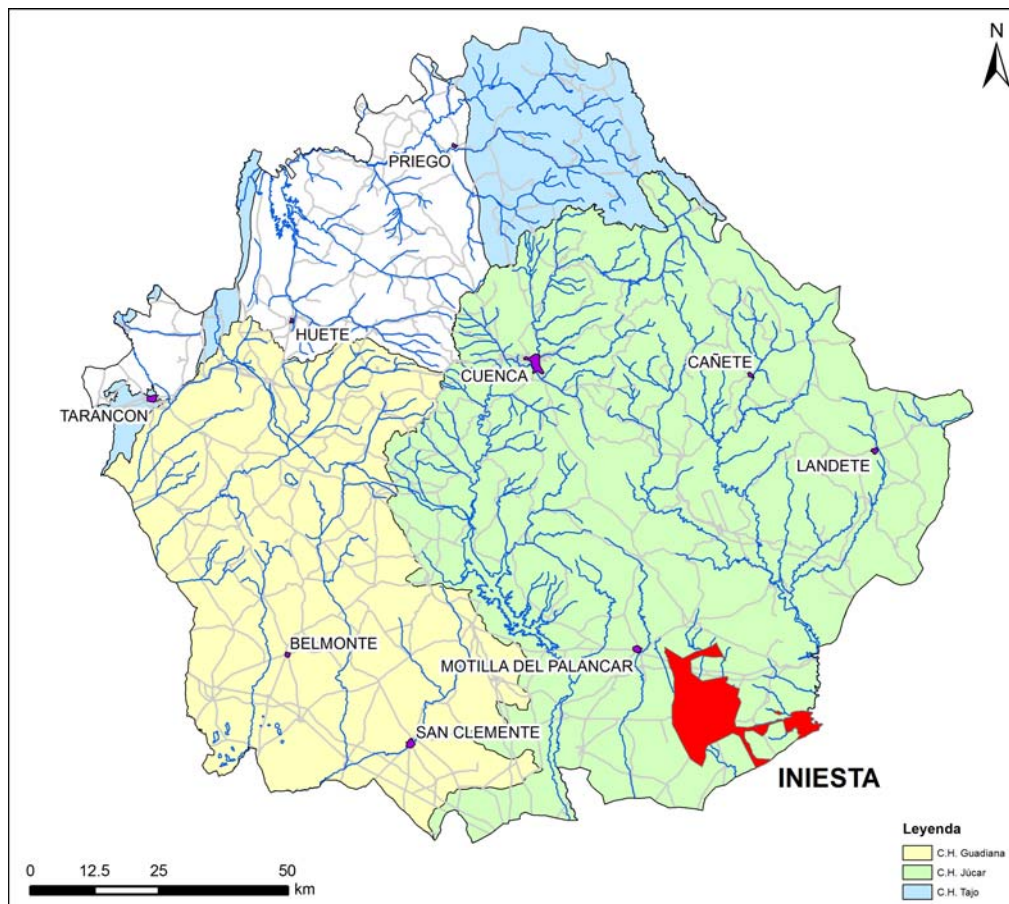 N
PRIEGO
HUETE
CUENCA
CAÑETE
TARANCON
LANDETE
BELMONTE
MOTILLA DEL PALANCAR
SAN CLEMENTE
INIESTA
Leyenda
C.H. Guadiana
C.H. Júcar
C.H. Tajo
0 12.5 25 50
km